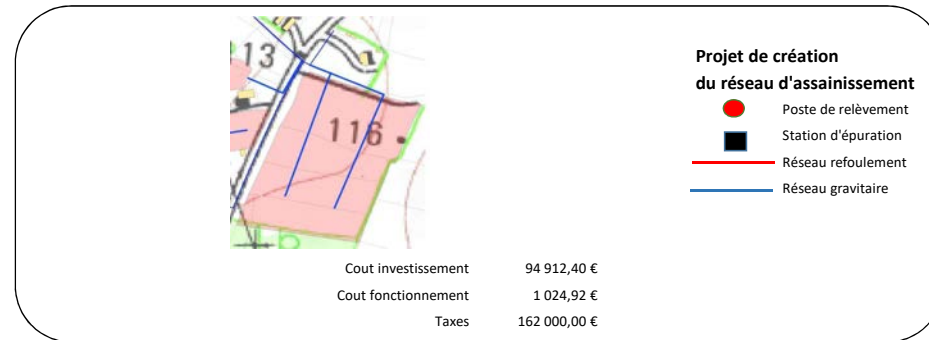 13
116
Projet de création
du réseau d'assainissement
Poste de relèvement
Station d'épuration
Réseau refoulement
Réseau gravitaire
Cout investissement 94 912,40 €
Cout fonctionnement 1 024,92 €
Taxes 162 000,00 €